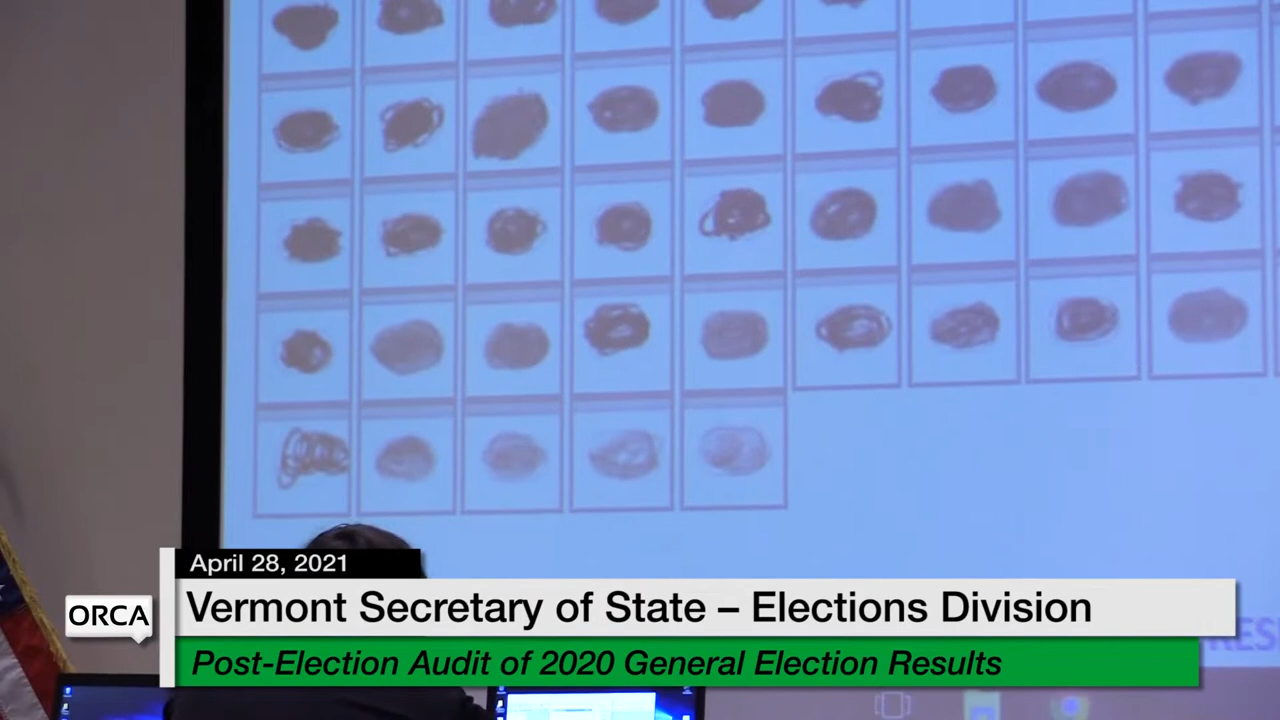 April 28, 2021
Vermont Secretary of State – Elections Division
ORCA
Post-Election Audit of 2020 General Election Results